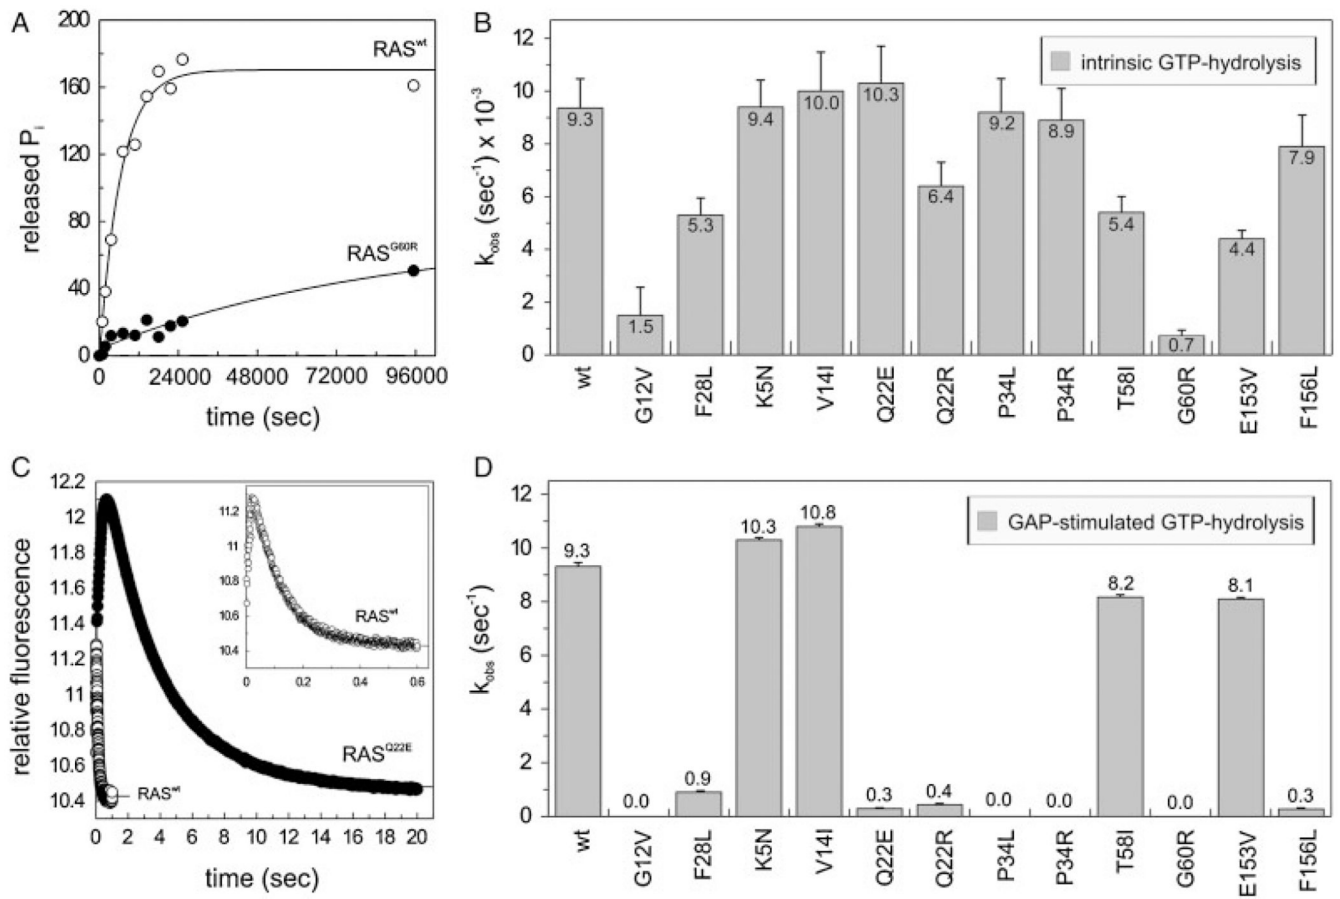 A
200
160
120
80
40
0
released Pi
RASwt
RASG60R
0 24000 48000 72000 96000
time (sec)
B
12
10
8
6
4
2
0
kobs (sec-1) x 10-3
intrinsic GTP-hydrolysis
9.3 1.5 5.3 9.4 10.0 10.3 6.4 9.2 8.9 5.4 0.7 4.4 7.9
wt G12V F28L K5N V14I Q22E Q22R P34L P34R T58I G60R E153V F156L
C
12.2
12
11.8
11.6
11.4
11.2
11
10.8
10.6
10.4
relative fluorescence
11.2
11
10.8
10.6
10.4
RASwt
0 0.2 0.4 0.6
RASQ22E
RASwt
0 2 4 6 8 10 12 14 16 18 20
time (sec)
D
12
10
8
6
4
2
0
kobs (sec-1)
GAP-stimulated GTP-hydrolysis
9.3 0.0 0.9 10.3 10.8 0.3 0.4 0.0 0.0 8.2 0.0 8.1 0.3
wt G12V F28L K5N V14I Q22E Q22R P34L P34R T58I G60R E153V F156L